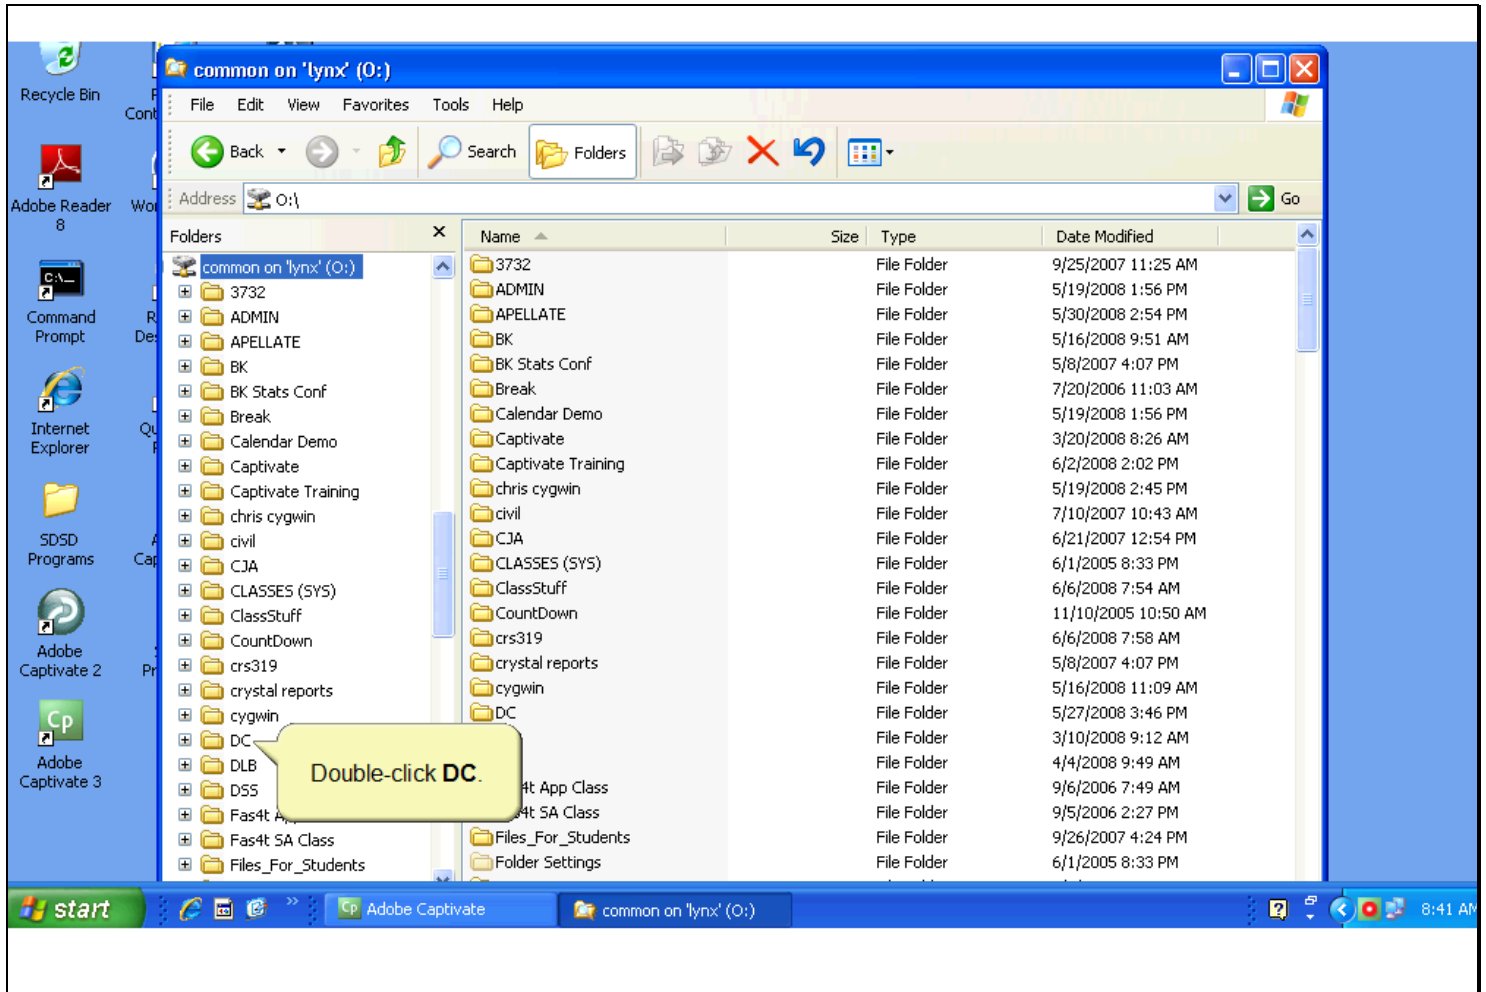 common on 'lynx' (O:)
File Edit View Favorites Tools Help
Back Search Folders
Address O:\ Go
Folders
common on 'lynx' (O:)
3732
ADMIN
APELLATE
BK
BK Stats Conf
Break
Calendar Demo
Captivate
Captivate Training
chris cygwin
civil
CJA
CLASSES (SYS)
ClassStuff
CountDown
crs319
crystal reports
cygwin
DC
DLB
DSS
Fas4t
Fas4t SA Class
Files_For_Students
Double-click DC.
Name Size Type Date Modified
3732 File Folder 9/25/2007 11:25 AM
ADMIN File Folder 5/19/2008 1:56 PM
APELLATE File Folder 5/30/2008 2:54 PM
BK File Folder 5/16/2008 9:51 AM
BK Stats Conf File Folder 5/8/2007 4:07 PM
Break File Folder 7/20/2006 11:03 AM
Calendar Demo File Folder 5/19/2008 1:56 PM
Captivate File Folder 3/20/2008 8:26 AM
Captivate Training File Folder 6/2/2008 2:02 PM
chris cygwin File Folder 5/19/2008 2:45 PM
civil File Folder 7/10/2007 10:43 AM
CJA File Folder 6/21/2007 12:54 PM
CLASSES (SYS) File Folder 6/1/2005 8:33 PM
ClassStuff File Folder 6/6/2008 7:54 AM
CountDown File Folder 11/10/2005 10:50 AM
crs319 File Folder 6/6/2008 7:58 AM
crystal reports File Folder 5/8/2007 4:07 PM
cygwin File Folder 5/16/2008 11:09 AM
DC File Folder 5/27/2008 3:46 PM
File Folder 3/10/2008 9:12 AM
File Folder 4/4/2008 9:49 AM
4t App Class File Folder 9/6/2006 7:49 AM
4t SA Class File Folder 9/5/2006 2:27 PM
Files_For_Students File Folder 9/26/2007 4:24 PM
Folder Settings File Folder 6/1/2005 8:33 PM
Recycle Bin
Cont
Adobe Reader
8
Wor
C:\_
Command
Prompt
Des
Internet
Explorer
Qu
SDSD
Programs
Cap
Adobe
Captivate 2
Pr
Cp
Adobe
Captivate 3
start Cp Adobe Captivate common on 'lynx' (O:) 8:41 AM